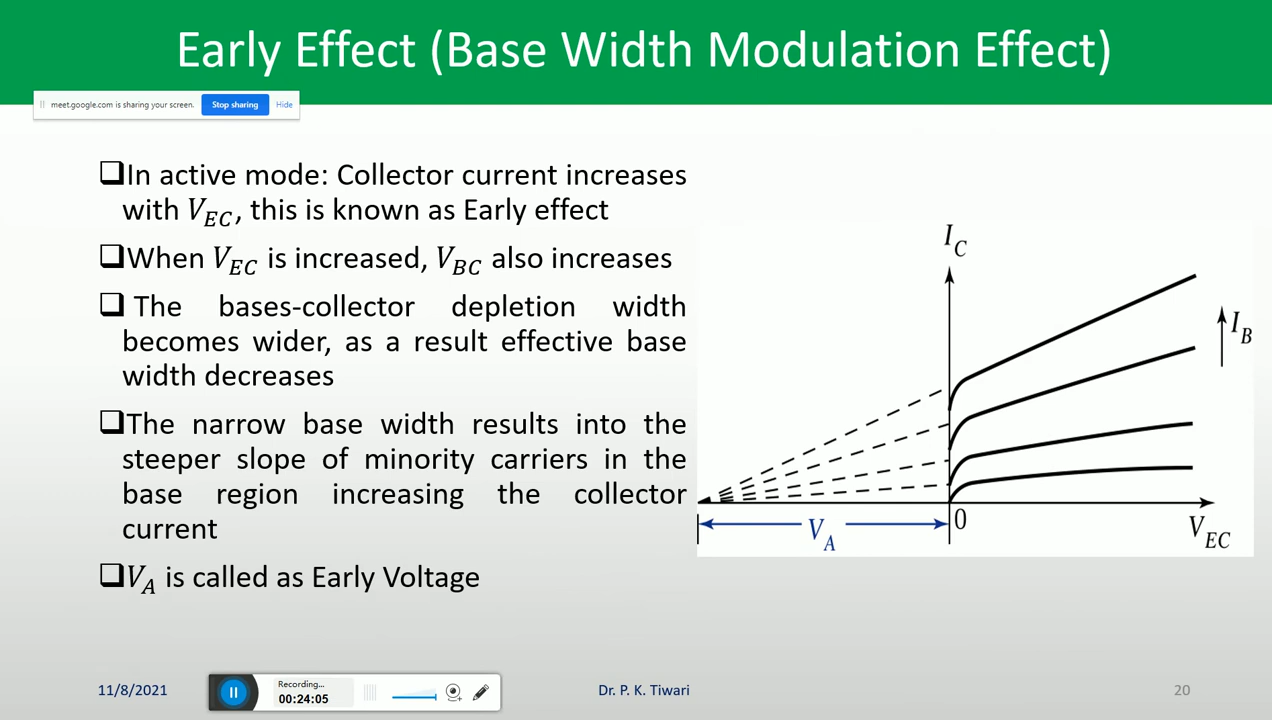 Early Effect (Base Width Modulation Effect)
meet.google.com is sharing your screen. Stop sharing Hide
❑In active mode: Collector current increases
with V_EC, this is known as Early effect
❑When V_EC is increased, V_BC also increases
❑ The bases-collector depletion width
becomes wider, as a result effective base
width decreases
❑The narrow base width results into the
steeper slope of minority carriers in the
base region increasing the collector
current
❑V_A is called as Early Voltage
I_C
I_B
V_A
0
V_EC
11/8/2021
Recording...
00:24:05
Dr. P. K. Tiwari
20